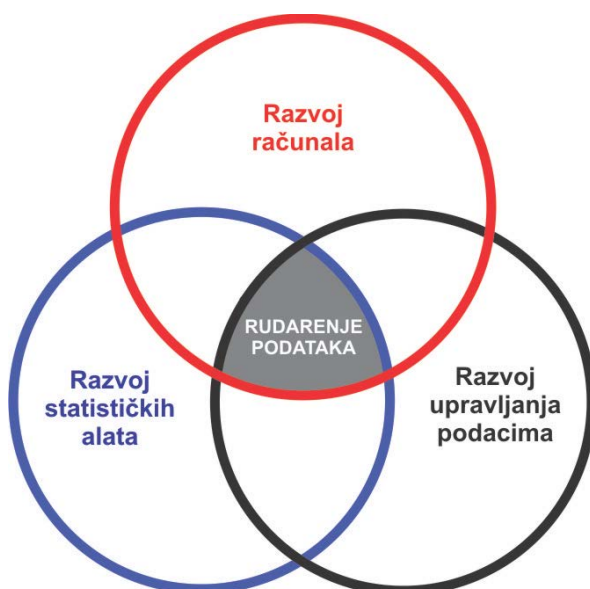 Razvoj
računala
RUDARENJE
PODATAKA
Razvoj
statističkih
alata
Razvoj
upravljanja
podacima